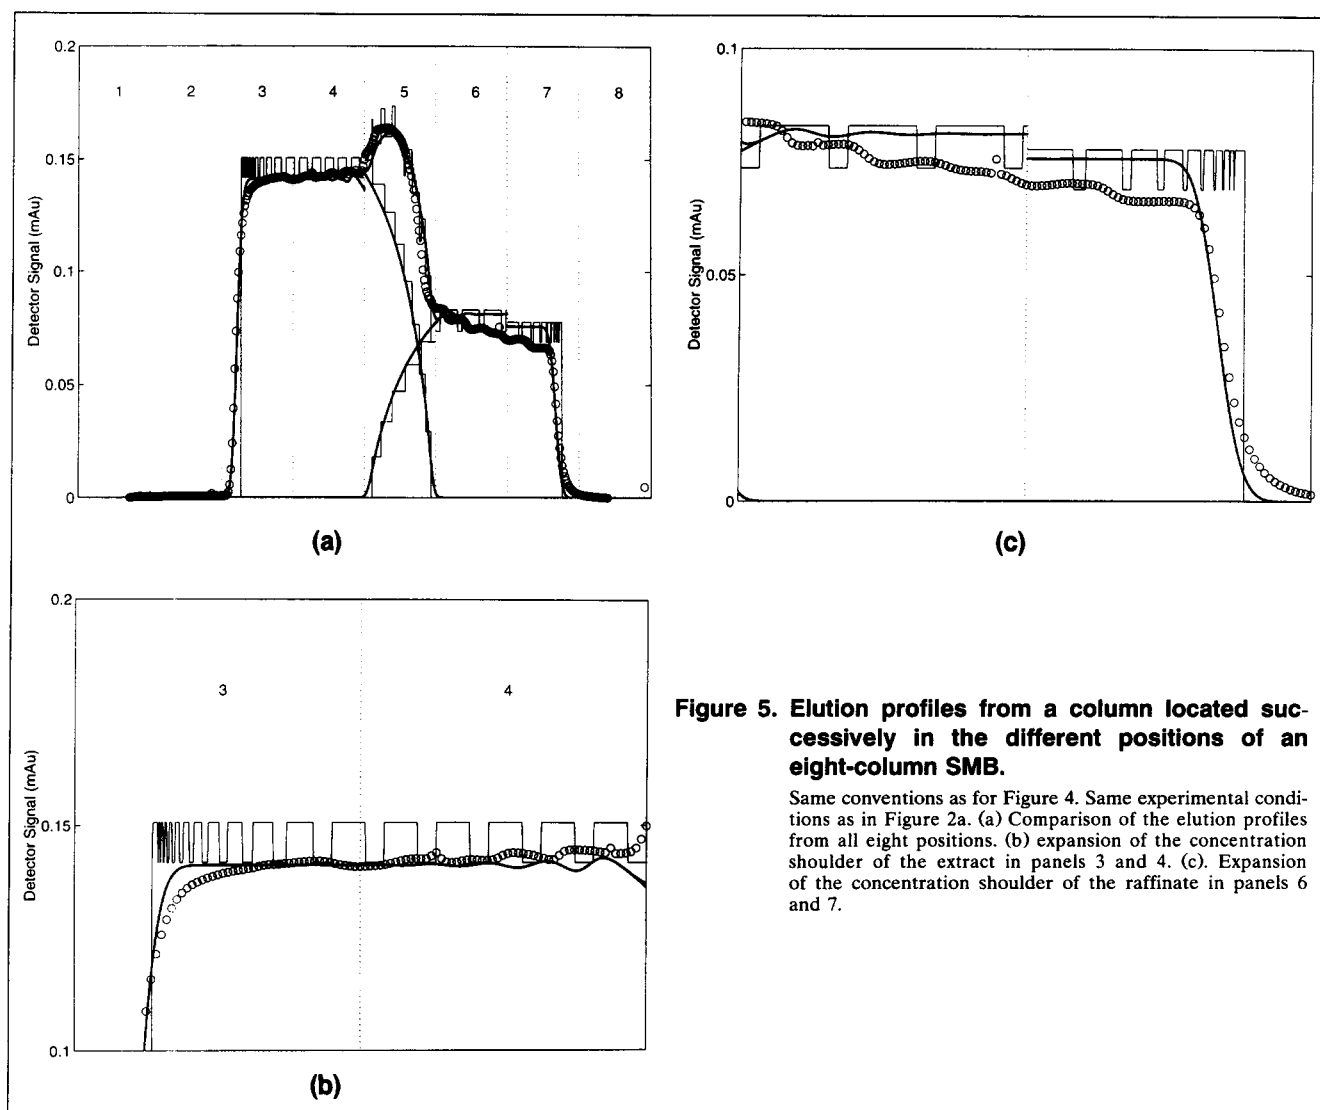 0.2
0.15
0.1
0.05
0
Detector Signal (mAu)
1 2 3 4 5 6 7 8
(a)
0.1
0.05
0
Detector Signal (mAu)
(c)
0.2
0.15
0.1
Detector Signal (mAu)
3 4
(b)
Figure 5. Elution profiles from a column located suc-
cessively in the different positions of an
eight-column SMB.
Same conventions as for Figure 4. Same experimental condi-
tions as in Figure 2a. (a) Comparison of the elution profiles
from all eight positions. (b) expansion of the concentration
shoulder of the extract in panels 3 and 4. (c). Expansion
of the concentration shoulder of the raffinate in panels 6
and 7.